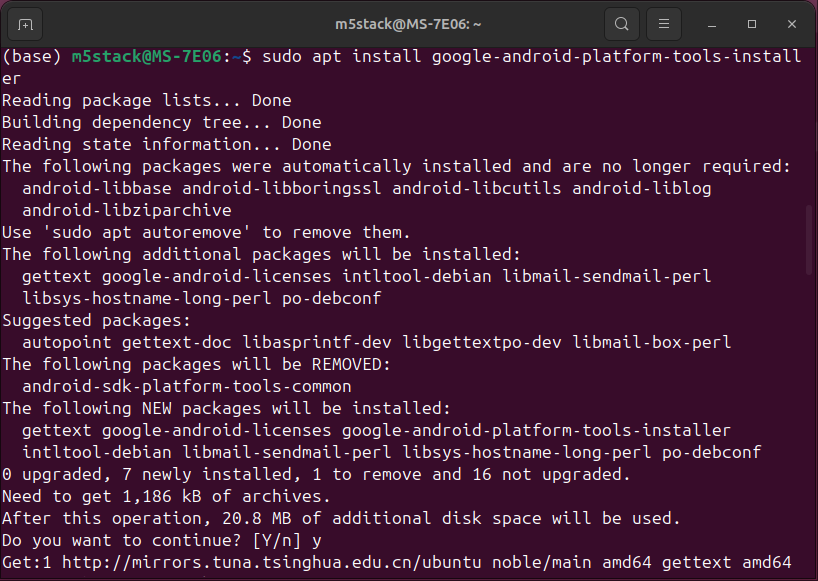 m5stack@MS-7E06: ~
(base) m5stack@MS-7E06:~$ sudo apt install google-android-platform-tools-install
er
Reading package lists... Done
Building dependency tree... Done
Reading state information... Done
The following packages were automatically installed and are no longer required:
  android-libbase android-libboringssl android-libcutils android-liblog
  android-libziparchive
Use 'sudo apt autoremove' to remove them.
The following additional packages will be installed:
  gettext google-android-licenses intltool-debian libmail-sendmail-perl
  libsys-hostname-long-perl po-debconf
Suggested packages:
  autopoint gettext-doc libasprintf-dev libgettextpo-dev libmail-box-perl
The following packages will be REMOVED:
  android-sdk-platform-tools-common
The following NEW packages will be installed:
  gettext google-android-licenses google-android-platform-tools-installer
  intltool-debian libmail-sendmail-perl libsys-hostname-long-perl po-debconf
0 upgraded, 7 newly installed, 1 to remove and 16 not upgraded.
Need to get 1,186 kB of archives.
After this operation, 20.8 MB of additional disk space will be used.
Do you want to continue? [Y/n] y
Get:1 http://mirrors.tuna.tsinghua.edu.cn/ubuntu noble/main amd64 gettext amd64